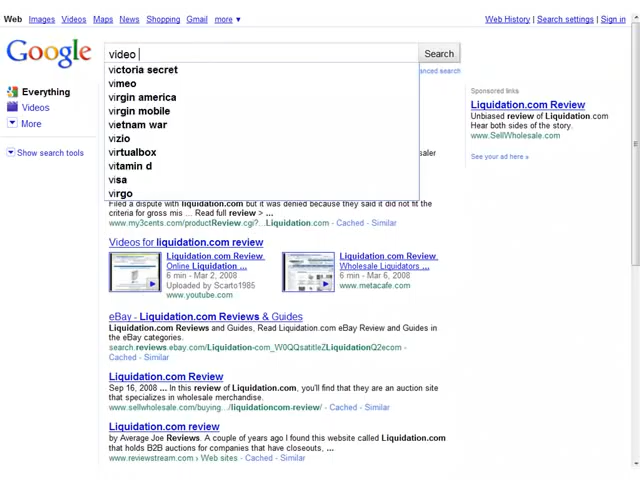 Web Images Videos Maps News Shopping Gmail more ▼
Web History | Search settings | Sign in
Google
video
Search
victoria secret
vimeo
virgin america
virgin mobile
vietnam war
vizio
virtualbox
vitamin d
visa
virgo
Everything
Videos
More
Show search tools
Sponsored links
Liquidation.com Review
Unbiased review of Liquidation.com
Hear both sides of the story.
www.SellWholesale.com
See your ad here »
Filed a dispute with liquidation.com but it was denied because they said it did not fit the
criteria for gross mis ... Read full review > ...
www.my3cents.com/productReview.cgi?...Liquidation.com - Cached - Similar
Videos for liquidation.com review
Liquidation.com Review
Online Liquidation ...
6 min - Mar 2, 2008
Uploaded by Scarto1985
www.youtube.com
Liquidation.com Review
Wholesale Liquidators ...
6 min - Mar 6, 2008
www.metacafe.com
eBay - Liquidation.com Reviews & Guides
Liquidation.com Reviews and Guides, Read Liquidation.com eBay Review and Guides in
the eBay categories.
search.reviews.ebay.com/Liquidation-com_W0QQsatitleZLiquidationQ2ecom -
Cached - Similar
Liquidation.com Review
Sep 16, 2008 ... In this review of Liquidation.com, you'll find that they are an auction site
that specializes in wholesale merchandise.
www.sellwholesale.com/buying.../liquidationcom-review/ - Cached - Similar
Liquidation.com review
by Average Joe Reviews. A couple of years ago I found this website called Liquidation.com
that holds B2B auctions for companies that have closeouts, ...
www.reviewstream.com › Web sites - Cached - Similar